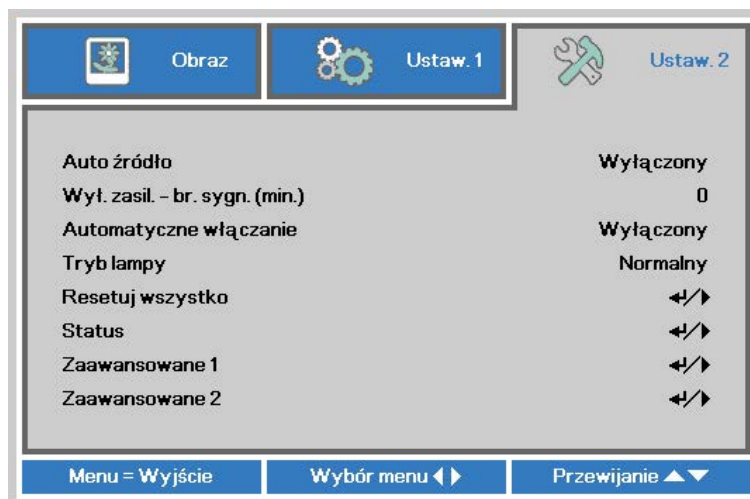 Obraz
Ustaw. 1
Ustaw. 2
Auto źródło Wyłączony
Wył. zasil. – br. sygn. (min.) 0
Automatyczne włączanie Wyłączony
Tryb lampy Normalny
Resetuj wszystko ↵/▶
Status ↵/▶
Zaawansowane 1 ↵/▶
Zaawansowane 2 ↵/▶
Menu = Wyjście
Wybór menu ◀▶
Przewijanie ▲▼